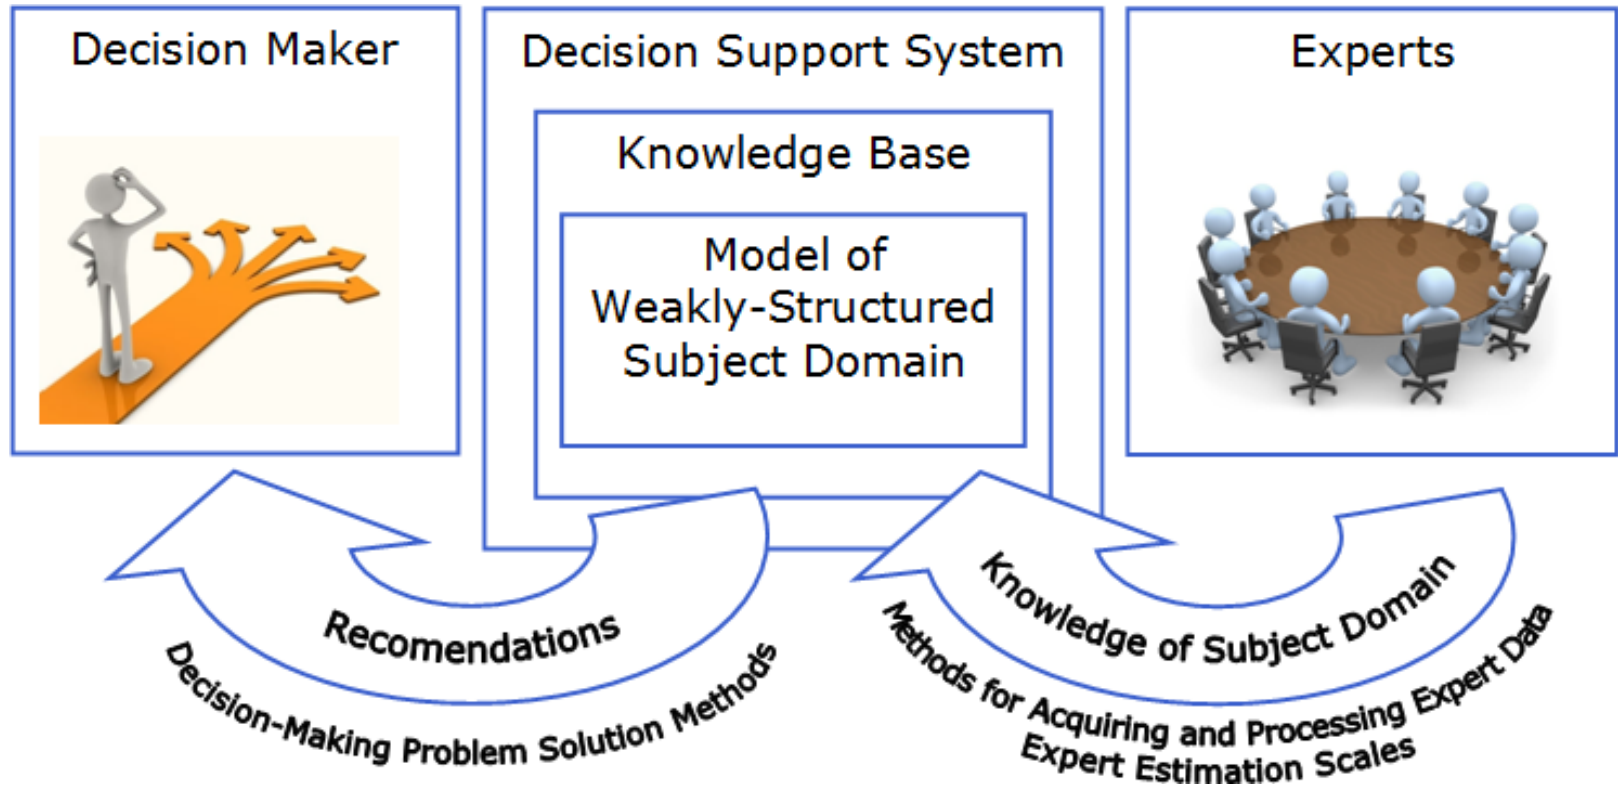 Decision Maker
Decision Support System
Knowledge Base
Model of
Weakly-Structured
Subject Domain
Experts
Recomendations
Decision-Making Problem Solution Methods
Knowledge of Subject Domain
Methods for Acquiring and Processing Expert Data
Expert Estimation Scales